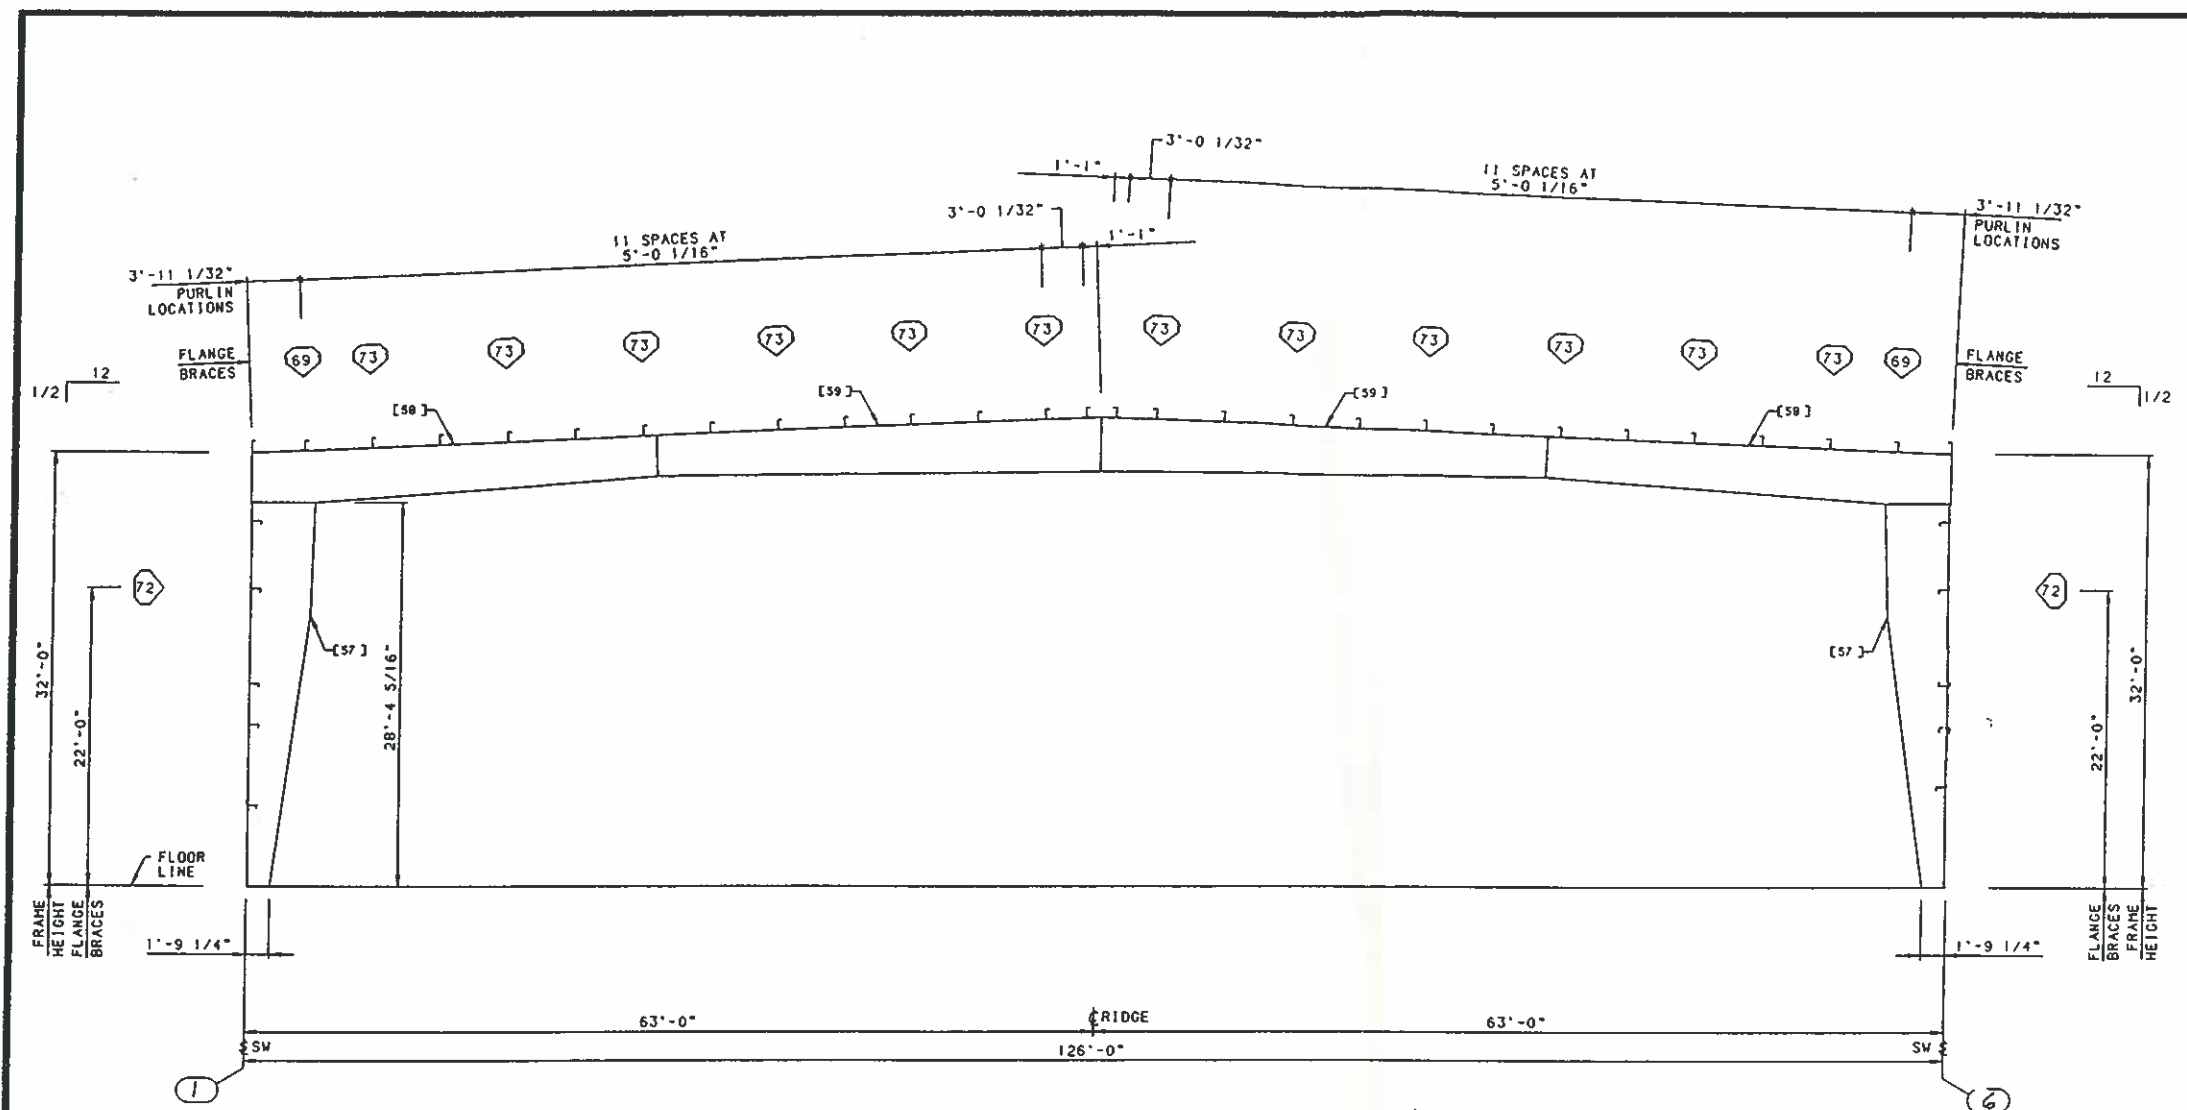 3'-0 1/32"
1'-1"
11 SPACES AT
5'-0 1/16"
3'-11 1/32"
PURLIN
LOCATIONS
3'-0 1/32"
1'-1"
11 SPACES AT
5'-0 1/16"
3'-11 1/32"
PURLIN
LOCATIONS
FLANGE
BRACES
69 73 73 73 73 73 73 73 73 73 73 73 73 69
FLANGE
BRACES
12
1/2
12
1/2
[58]
[59]
[59]
[58]
72
72
[57]
[57]
32'-0"
22'-0"
28'-4 5/16"
22'-0"
32'-0"
FLOOR
LINE
FRAME
HEIGHT
FLANGE
BRACES
FLANGE
BRACES
FRAME
HEIGHT
1'-9 1/4"
1'-9 1/4"
63'-0"
℄ RIDGE
63'-0"
℄ SW
126'-0"
SW ℄
1
6